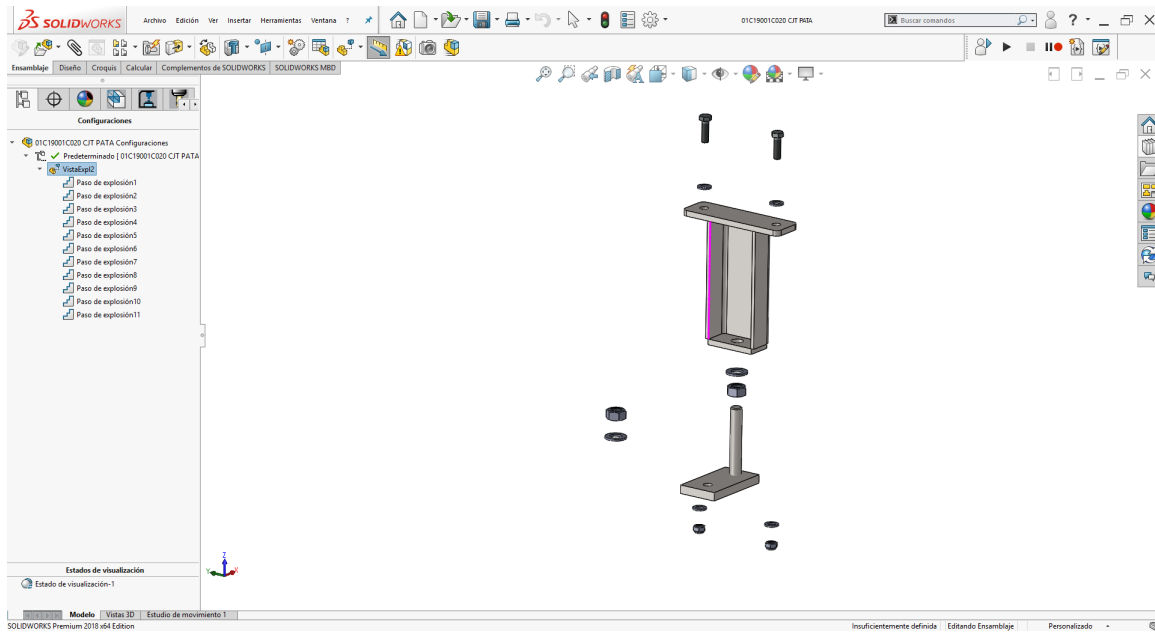 SOLIDWORKS Archivo Edición Ver Insertar Herramientas Ventana ? 01C19001C020 CJT PATA Buscar comandos ?
Ensamblaje Diseño Croquis Calcular Complementos de SOLIDWORKS SOLIDWORKS MBD
Configuraciones
01C19001C020 CJT PATA Configuraciones
Predeterminado [ 01C19001C020 CJT PATA
VistaExpl2
Paso de explosión1
Paso de explosión2
Paso de explosión3
Paso de explosión4
Paso de explosión5
Paso de explosión6
Paso de explosión7
Paso de explosión8
Paso de explosión9
Paso de explosión10
Paso de explosión11
Z
Y X
Estados de visualización
Estado de visualización-1
Modelo Vistas 3D Estudio de movimiento 1
SOLIDWORKS Premium 2018 x64 Edition Insuficientemente definida Editando Ensamblaje Personalizado